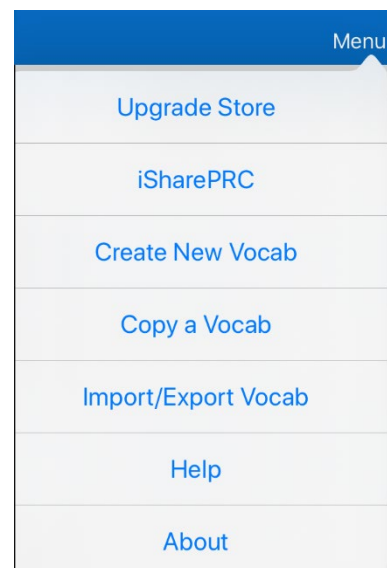 Menu
Upgrade Store
iSharePRC
Create New Vocab
Copy a Vocab
Import/Export Vocab
Help
About